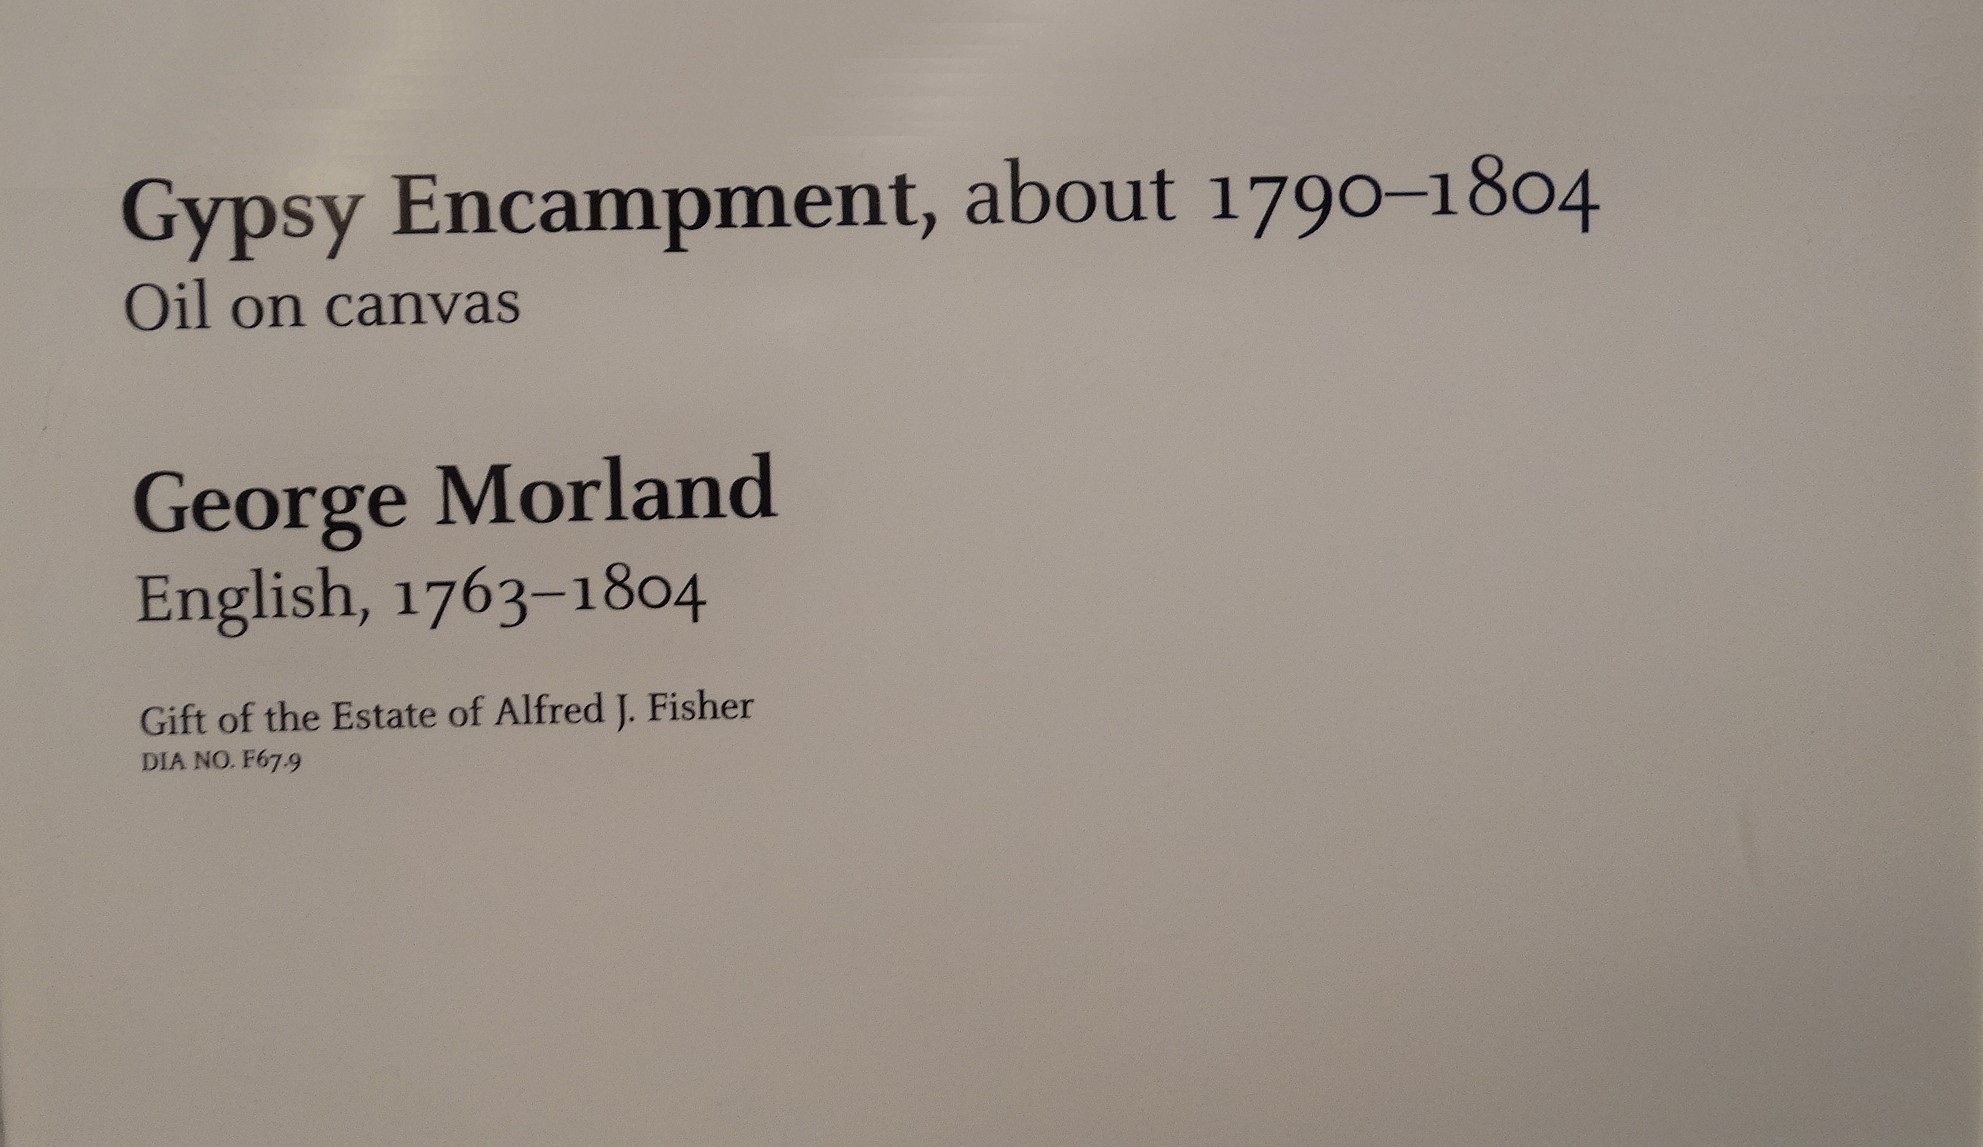 Gypsy Encampment, about 1790–1804
Oil on canvas
George Morland
English, 1763–1804
Gift of the Estate of Alfred J. Fisher
DIA NO. F67.9